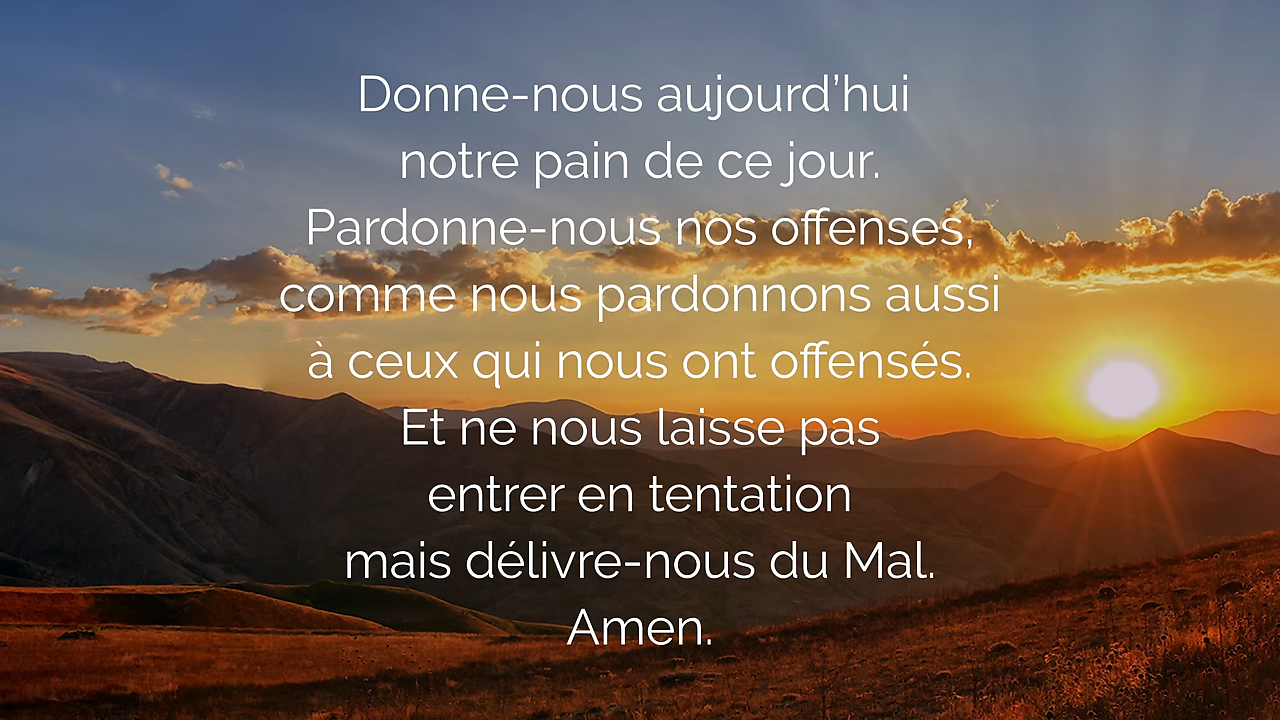 Donne-nous aujourd’hui
notre pain de ce jour.
Pardonne-nous nos offenses,
comme nous pardonnons aussi
à ceux qui nous ont offensés.
Et ne nous laisse pas
entrer en tentation
mais délivre-nous du Mal.
Amen.